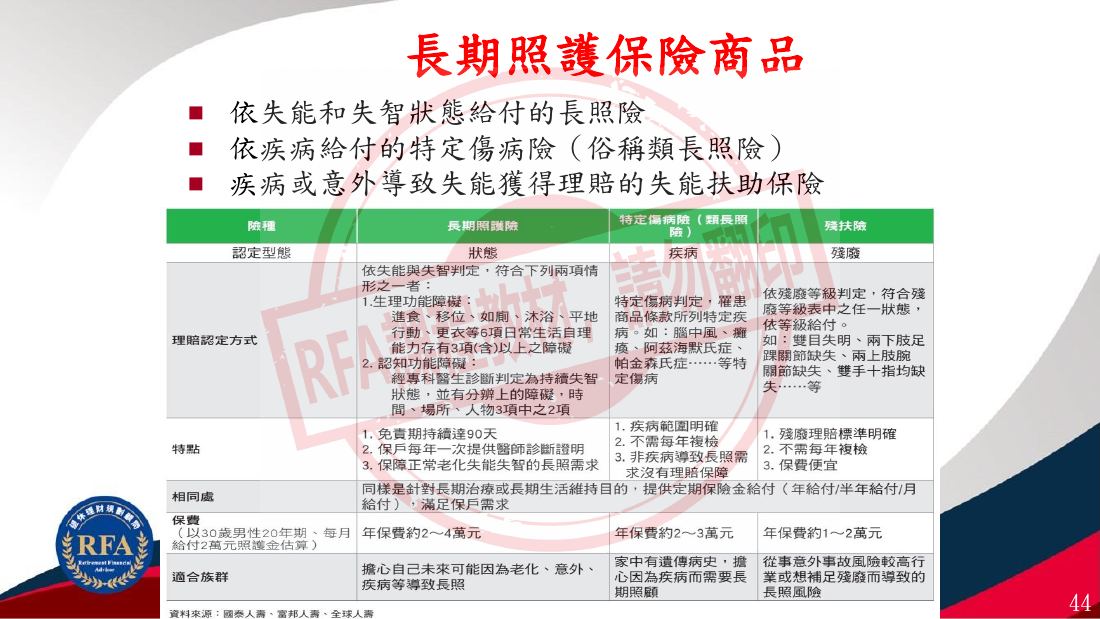 長期照護保險商品
依失能和失智狀態給付的長照險
依疾病給付的特定傷病險（俗稱類長照險）
疾病或意外導致失能獲得理賠的失能扶助保險
險種
長期照護險
特定傷病險（類長照
險）
殘扶險
認定型態
狀態
疾病
殘廢
理賠認定方式
依失能與失智判定，符合下列兩項情
形之一者：
1.生理功能障礙：
進食、移位、如廁、沐浴、平地
行動、更衣等6項日常生活自理
能力存有3項(含)以上之障礙
2. 認知功能障礙：
經專科醫生診斷判定為持續失智
狀態，並有分辨上的障礙，時
間、場所、人物3項中之2項
特定傷病判定，罹患
商品條款所列特定疾
病。如：腦中風、癱
瘓、阿茲海默氏症、
帕金森氏症……等特
定傷病
依殘廢等級判定，符合殘
廢等級表中之任一狀態，
依等級給付。
如：雙目失明、兩下肢足
踝關節缺失、兩上肢腕
關節缺失、雙手十指均缺
失……等
特點
1. 免責期持續達90天
2. 保戶每年一次提供醫師診斷證明
3. 保障正常老化失能失智的長照需求
1. 疾病範圍明確
2. 不需每年複檢
3. 非疾病導致長照需
求沒有理賠保障
1. 殘廢理賠標準明確
2. 不需每年複檢
3. 保費便宜
相同處
同樣是針對長期治療或長期生活維持目的，提供定期保險金給付（年給付/半年給付/月
給付），滿足保戶需求
保費
（以30歲男性20年期、每月
給付2萬元照護金估算）
年保費約2～4萬元
年保費約2～3萬元
年保費約1～2萬元
適合族群
擔心自己未來可能因為老化、意外、
疾病等導致長照
家中有遺傳病史，擔
心因為疾病而需要長
期照顧
從事意外事故風險較高行
業或想補足殘廢而導致的
長照風險
資料來源：國泰人壽、富邦人壽、全球人壽
退休理財規劃顧問
RFA
Retirement Financial
Advisor
請勿翻印
44